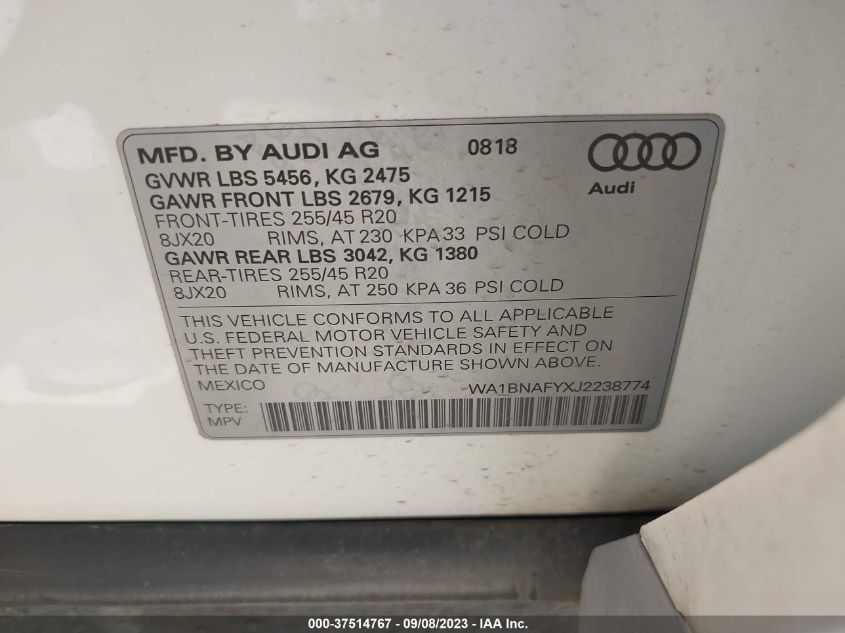 MFD. BY AUDI AG 0818
Audi
GVWR LBS 5456, KG 2475
GAWR FRONT LBS 2679, KG 1215
FRONT-TIRES 255/45 R20
8JX20 RIMS, AT 230 KPA 33 PSI COLD
GAWR REAR LBS 3042, KG 1380
REAR-TIRES 255/45 R20
8JX20 RIMS, AT 250 KPA 36 PSI COLD
THIS VEHICLE CONFORMS TO ALL APPLICABLE
U.S. FEDERAL MOTOR VEHICLE SAFETY AND
THEFT PREVENTION STANDARDS IN EFFECT ON
THE DATE OF MANUFACTURE SHOWN ABOVE.
MEXICO WA1BNAFYXJ2238774
TYPE:
MPV
000-37514767 - 09/08/2023 - IAA Inc.